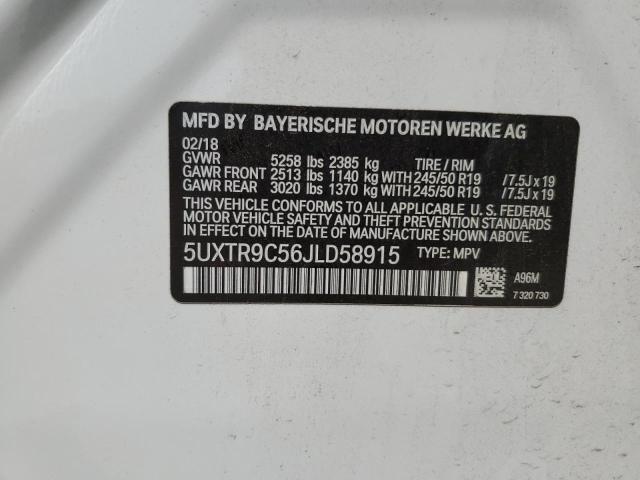 MFD BY BAYERISCHE MOTOREN WERKE AG
02/18
GVWR 5258 lbs 2385 kg TIRE / RIM
GAWR FRONT 2513 lbs 1140 kg WITH 245/50 R19 /7.5J x 19
GAWR REAR 3020 lbs 1370 kg WITH 245/50 R19 /7.5J x 19
THIS VEHICLE CONFORMS TO ALL APPLICABLE U. S. FEDERAL
MOTOR VEHICLE SAFETY AND THEFT PREVENTION STANDARDS
IN EFFECT ON THE DATE OF MANUFACTURE SHOWN ABOVE.
5UXTR9C56JLD58915 TYPE: MPV
A96M
7 320 730